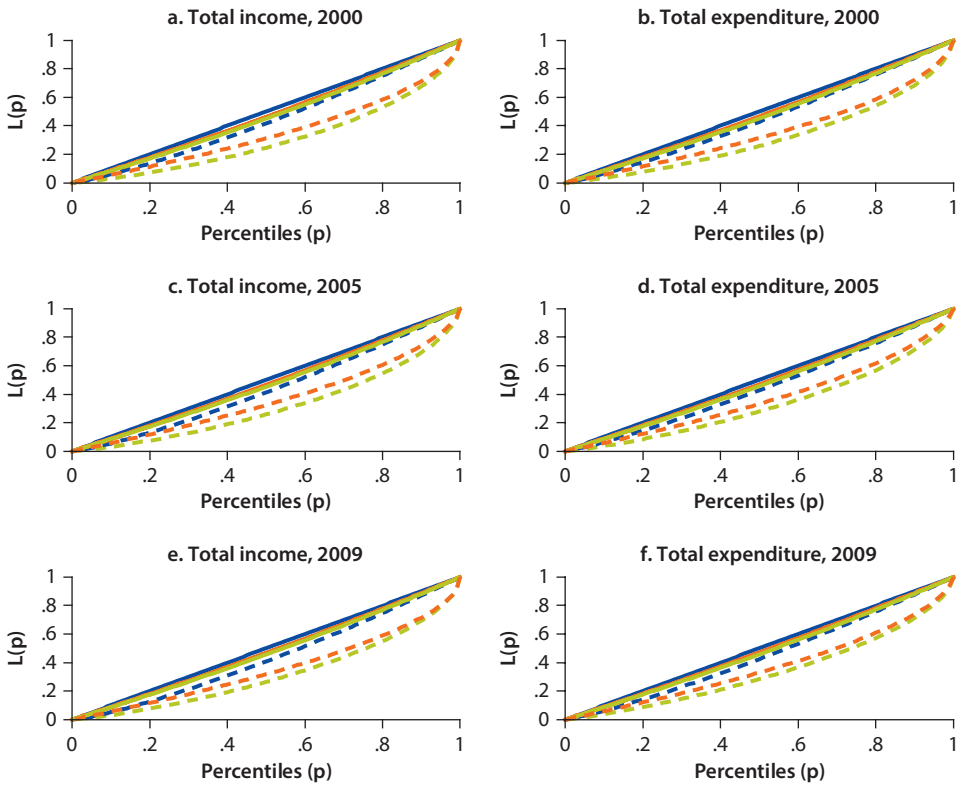 a. Total income, 2000
1
.8
.6
.4
.2
0
L(p)
0 .2 .4 .6 .8 1
Percentiles (p)
b. Total expenditure, 2000
1
.8
.6
.4
.2
0
L(p)
0 .2 .4 .6 .8 1
Percentiles (p)
c. Total income, 2005
1
.8
.6
.4
.2
0
L(p)
0 .2 .4 .6 .8 1
Percentiles (p)
d. Total expenditure, 2005
1
.8
.6
.4
.2
0
L(p)
0 .2 .4 .6 .8 1
Percentiles (p)
e. Total income, 2009
1
.8
.6
.4
.2
0
L(p)
0 .2 .4 .6 .8 1
Percentiles (p)
f. Total expenditure, 2009
1
.8
.6
.4
.2
0
L(p)
0 .2 .4 .6 .8 1
Percentiles (p)